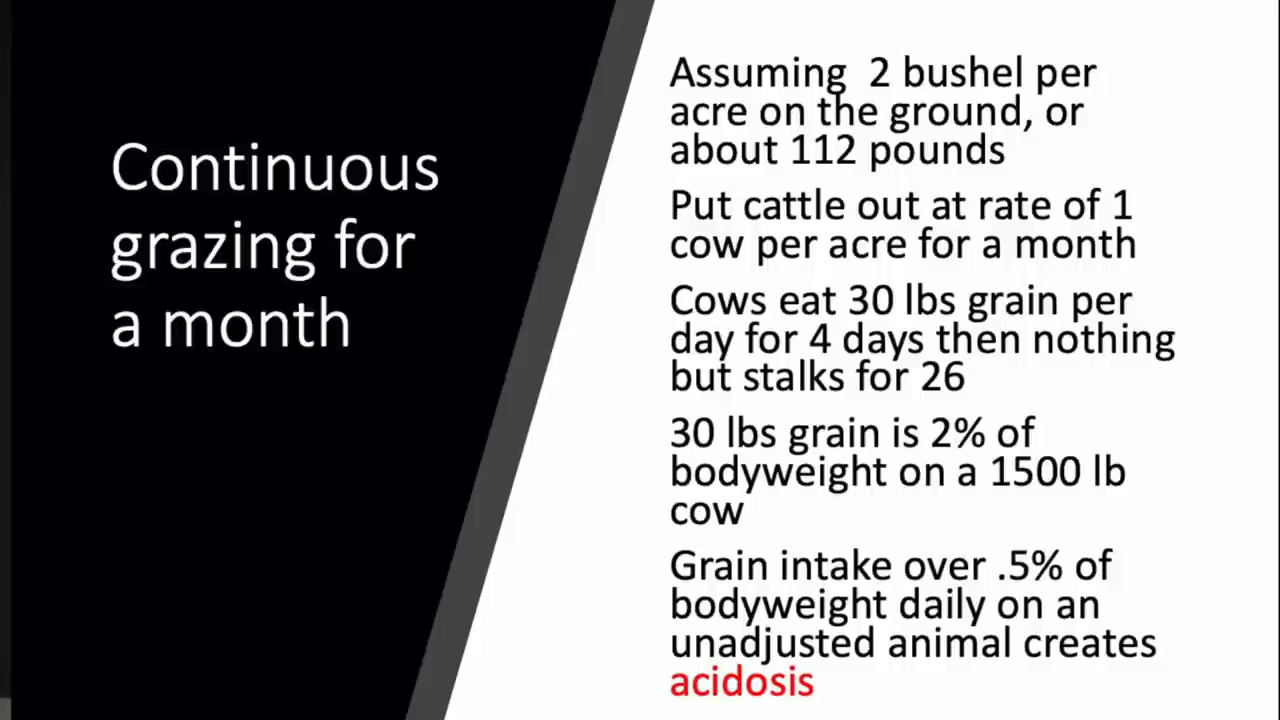 Continuous
grazing for
a month
Assuming  2 bushel per
acre on the ground, or
about 112 pounds
Put cattle out at rate of 1
cow per acre for a month
Cows eat 30 lbs grain per
day for 4 days then nothing
but stalks for 26
30 lbs grain is 2% of
bodyweight on a 1500 lb
cow
Grain intake over .5% of
bodyweight daily on an
unadjusted animal creates
acidosis